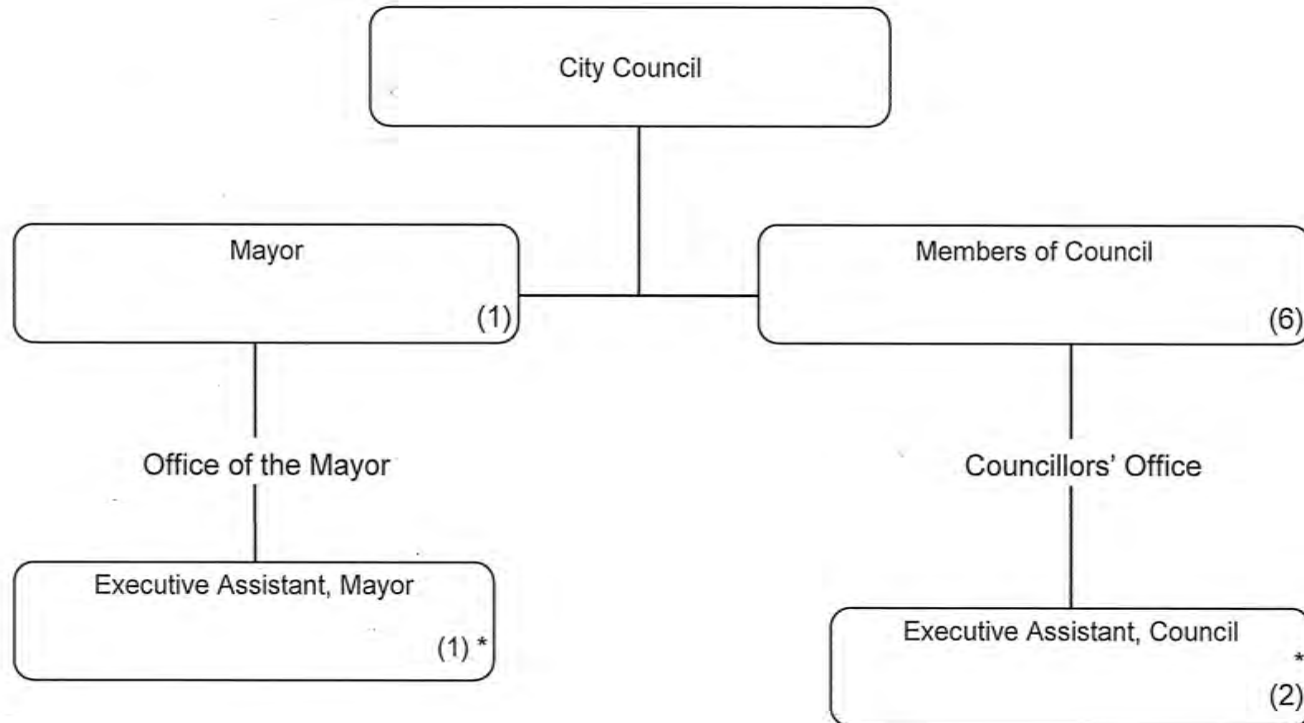 City Council
Mayor
(1)
Members of Council
(6)
Office of the Mayor
Councillors’ Office
Executive Assistant, Mayor
(1) *
Executive Assistant, Council
*
(2)